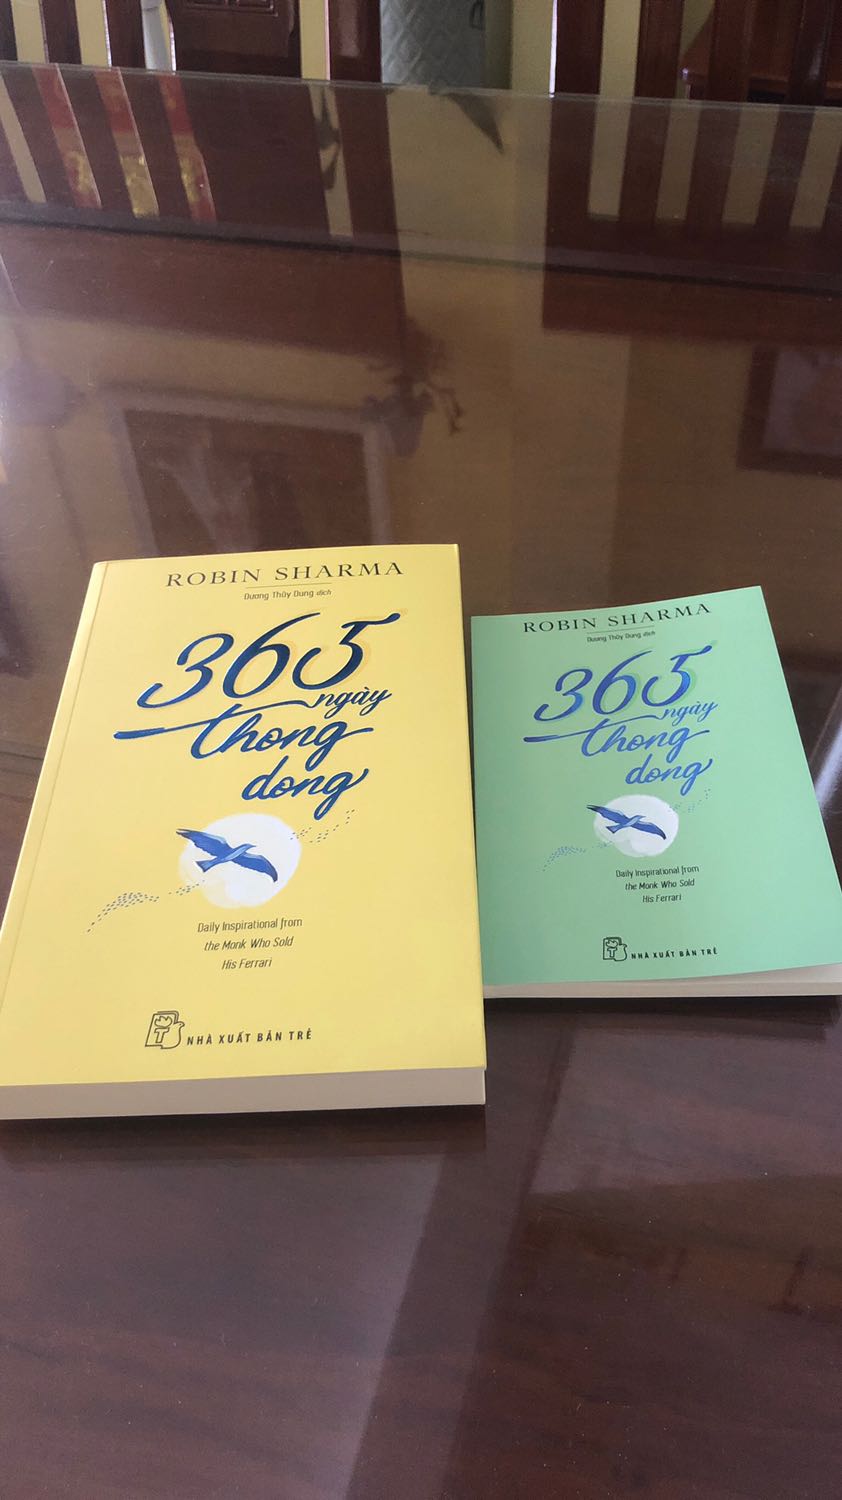 ROBIN SHARMA
Dương Thùy Dung dịch
365
ngày
thong
dong
Daily Inspirational from
the Monk Who Sold
His Ferrari
NHÀ XUẤT BẢN TRẺ
ROBIN SHARMA
Dương Thùy Dung dịch
365
ngày
thong
dong
Daily Inspirational from
the Monk Who Sold
His Ferrari
NHÀ XUẤT BẢN TRẺ